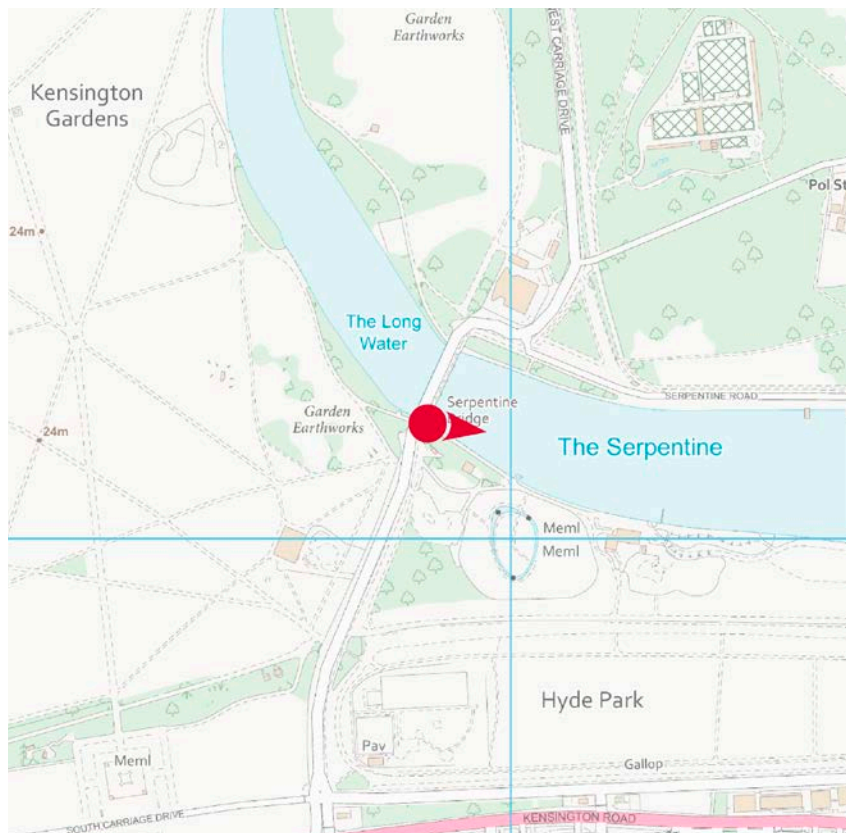 Garden
Earthworks
WEST CARRIAGE DRIVE
Kensington
Gardens
Pol St
24m
The Long
Water
SERPENTINE ROAD
Serpentine
Garden
Earthworks
24m
The Serpentine
Meml
Meml
Hyde Park
Pav
Meml
Gallop
SOUTH CARRIAGE DRIVE
KENSINGTON ROAD